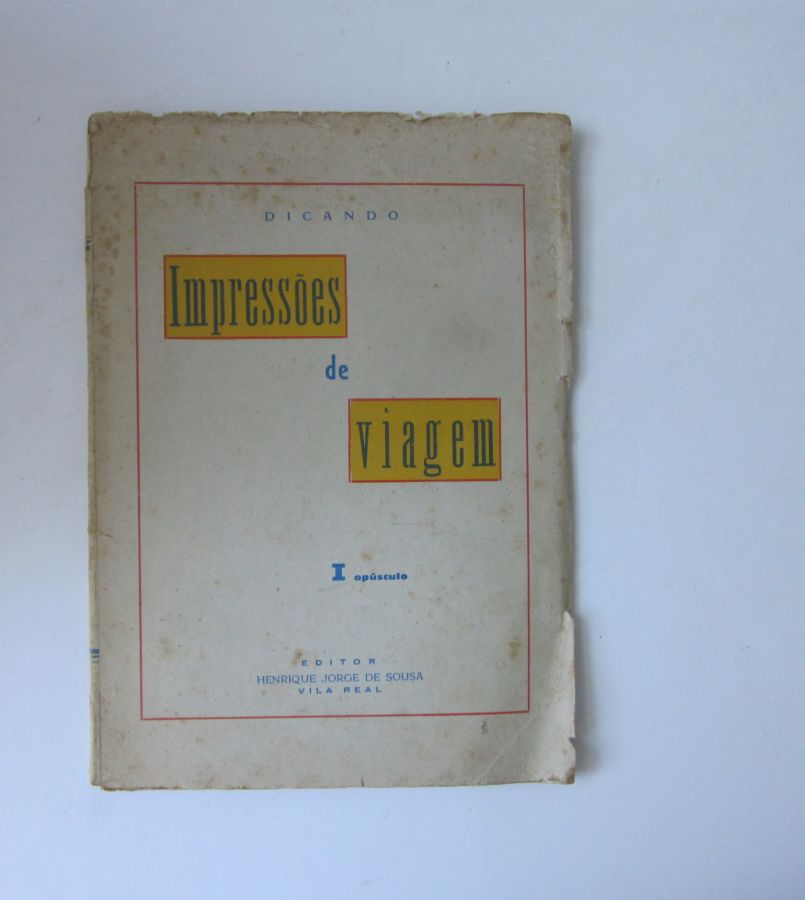 DICANDO
Impressões
de
viagem
I opúsculo
EDITOR
HENRIQUE JORGE DE SOUSA
VILA REAL